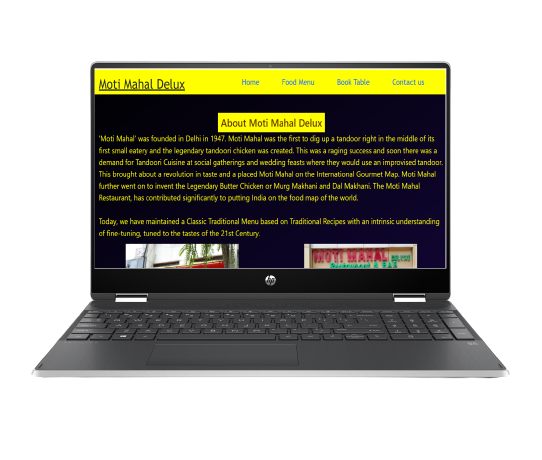 Moti Mahal Delux Home Food Menu Book Table Contact us
About Moti Mahal Delux
'Moti Mahal' was founded in Delhi in 1947. Moti Mahal was the first to dig up a tandoor right in the middle of its
first small eatery and the legendary tandoori chicken was created. This was a raging success and soon there was a
demand for Tandoori Cuisine at social gatherings and wedding feasts where they would use an improvised tandoor.
This brought about a revolution in taste and a placed Moti Mahal on the International Gourmet Map. Moti Mahal
further went on to invent the Legendary Butter Chicken or Murg Makhani and Dal Makhani. The Moti Mahal
Restaurant, has contributed significantly to putting India on the food map of the world.
Today, we have maintained a Classic Traditional Menu based on Traditional Recipes with an intrinsic understanding
of fine-tuning, tuned to the tastes of the 21st Century.
MOTI MAHAL
hp